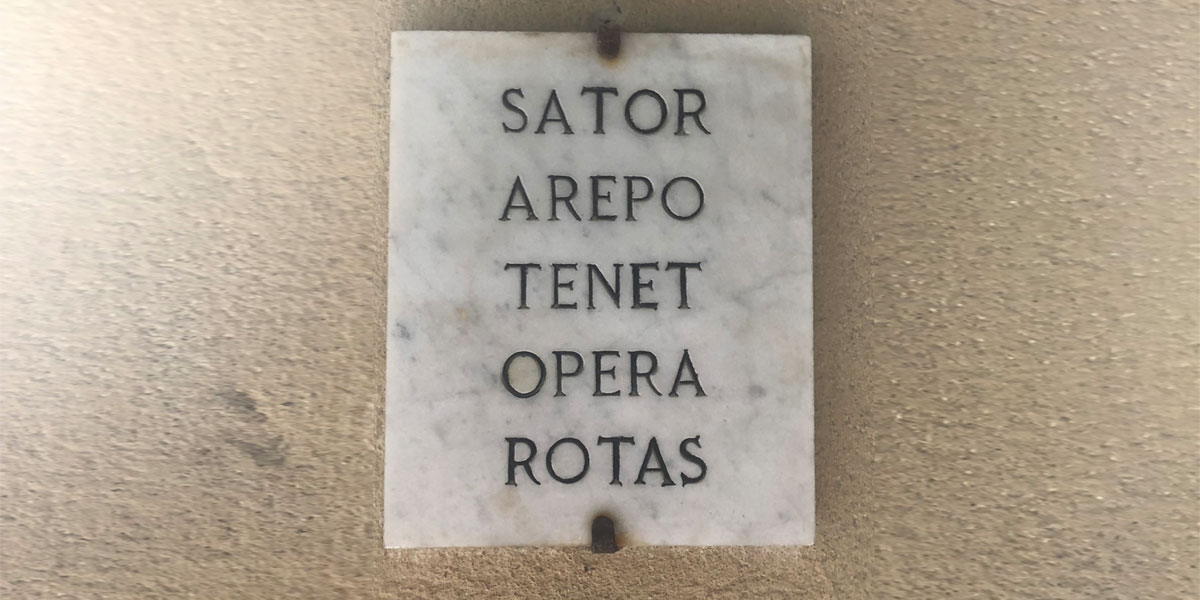 SATOR
AREPO
TENET
OPERA
ROTAS